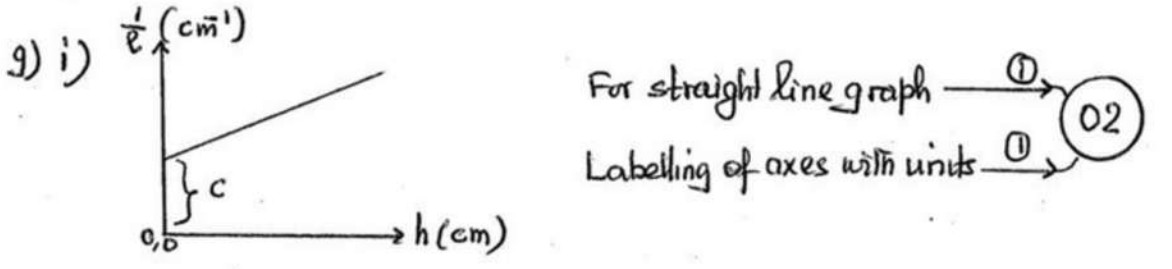 g) i)
1/ℓ (cm⁻¹)
C
0,0
h (cm)
For straight line graph ①
Labelling of axes with units ①
02